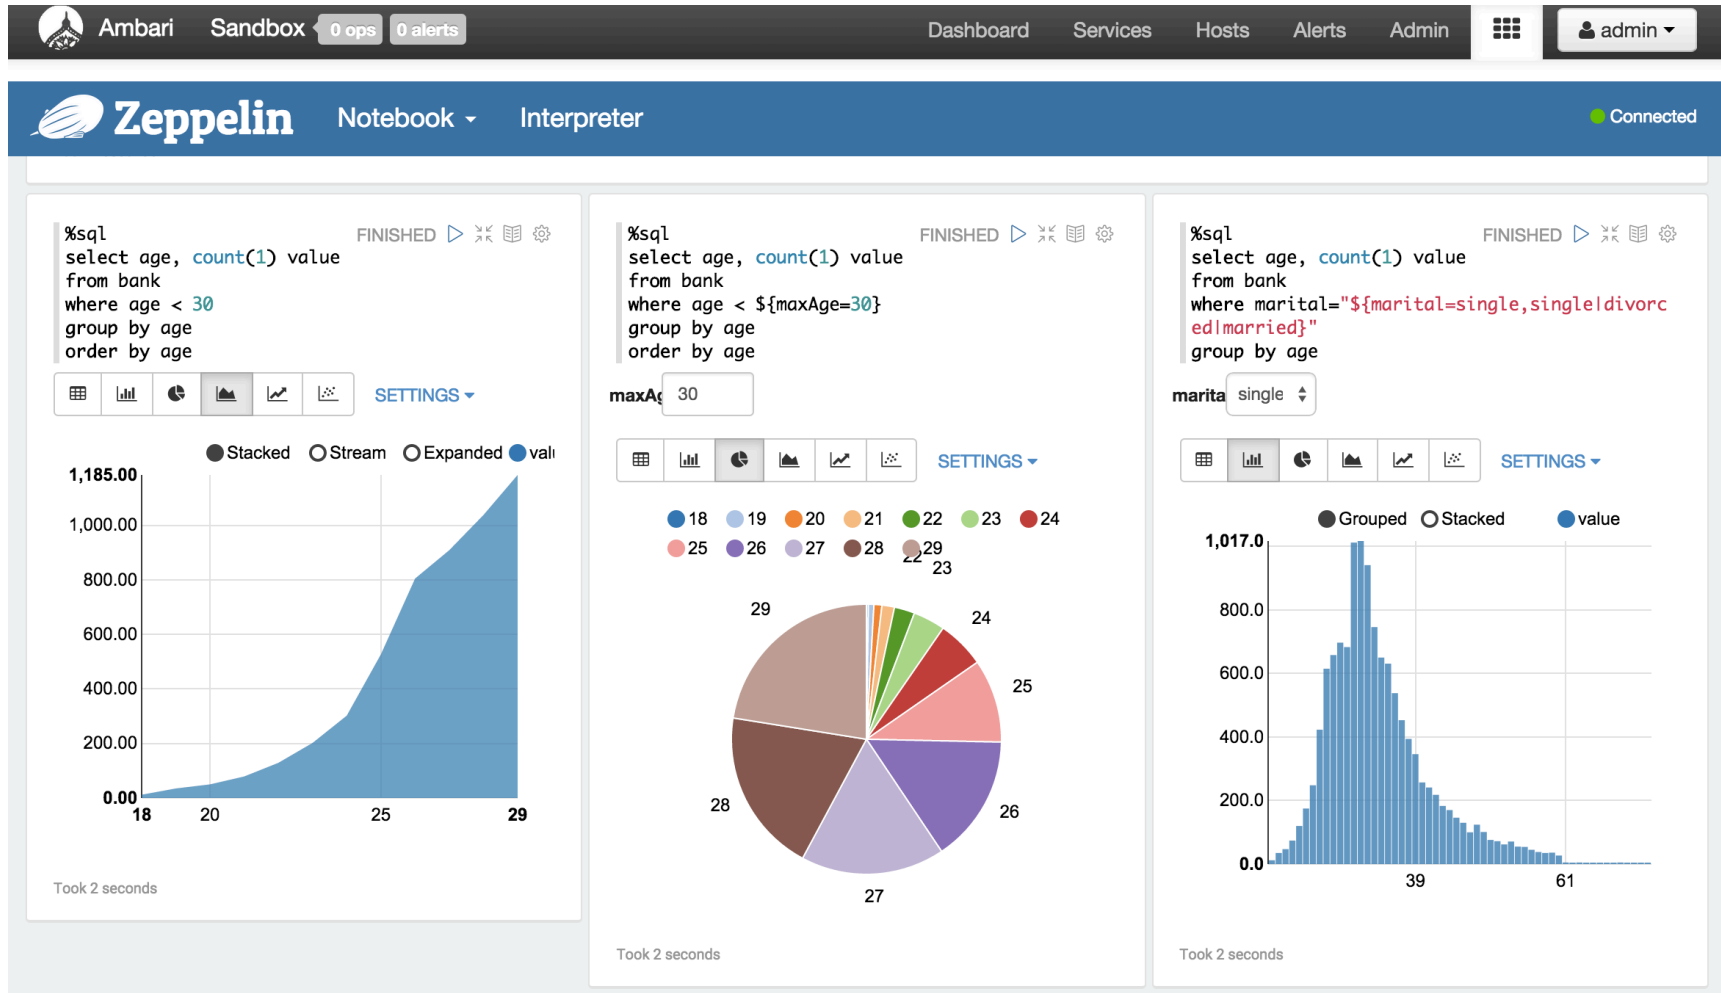 Ambari Sandbox 0 ops 0 alerts Dashboard Services Hosts Alerts Admin admin
Zeppelin Notebook Interpreter Connected
%sql FINISHED
select age, count(1) value
from bank
where age < 30
group by age
order by age
SETTINGS
Stacked Stream Expanded valu
1,185.00
1,000.00
800.00
600.00
400.00
200.00
0.00
18 20 25 29
Took 2 seconds
%sql FINISHED
select age, count(1) value
from bank
where age < ${maxAge=30}
group by age
order by age
maxAg 30
SETTINGS
18 19 20 21 22 23 24
25 26 27 28 29
22
23
29
24
25
28
26
27
Took 2 seconds
%sql FINISHED
select age, count(1) value
from bank
where marital="${marital=single,single|divorc
ed|married}"
group by age
marita single
SETTINGS
Grouped Stacked value
1,017.0
800.0
600.0
400.0
200.0
0.0
39 61
Took 2 seconds